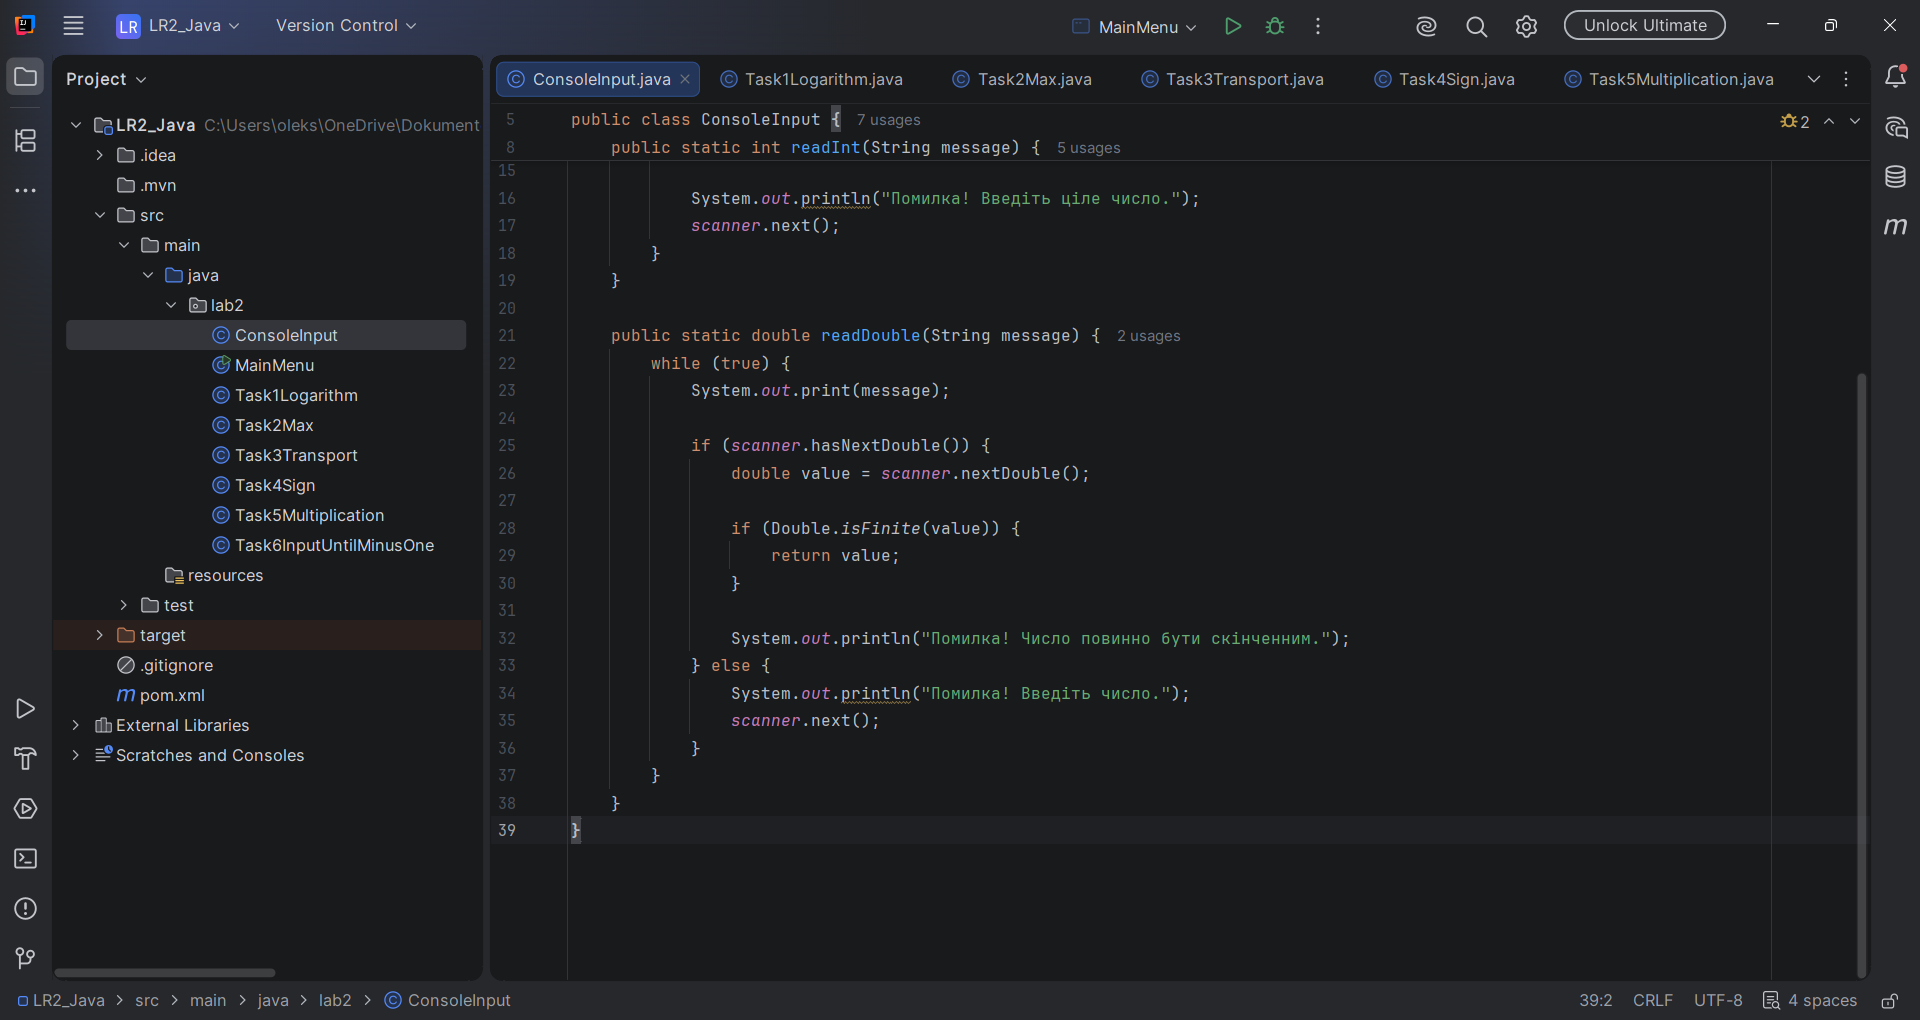 LR LR2_Java Version Control MainMenu Unlock Ultimate
Project
LR2_Java C:\Users\oleks\OneDrive\Dokument
.idea
.mvn
src
main
java
lab2
ConsoleInput
MainMenu
Task1Logarithm
Task2Max
Task3Transport
Task4Sign
Task5Multiplication
Task6InputUntilMinusOne
resources
test
target
.gitignore
pom.xml
External Libraries
Scratches and Consoles
ConsoleInput.java Task1Logarithm.java Task2Max.java Task3Transport.java Task4Sign.java Task5Multiplication.java
5 public class ConsoleInput { 7 usages
2
8 public static int readInt(String message) { 5 usages
15
16 System.out.println("Помилка! Введіть ціле число.");
17 scanner.next();
18 }
19 }
20
21 public static double readDouble(String message) { 2 usages
22 while (true) {
23 System.out.print(message);
24
25 if (scanner.hasNextDouble()) {
26 double value = scanner.nextDouble();
27
28 if (Double.isFinite(value)) {
29 return value;
30 }
31
32 System.out.println("Помилка! Число повинно бути скінченним.");
33 } else {
34 System.out.println("Помилка! Введіть число.");
35 scanner.next();
36 }
37 }
38 }
39 }
LR2_Java > src > main > java > lab2 > ConsoleInput 39:2 CRLF UTF-8 4 spaces